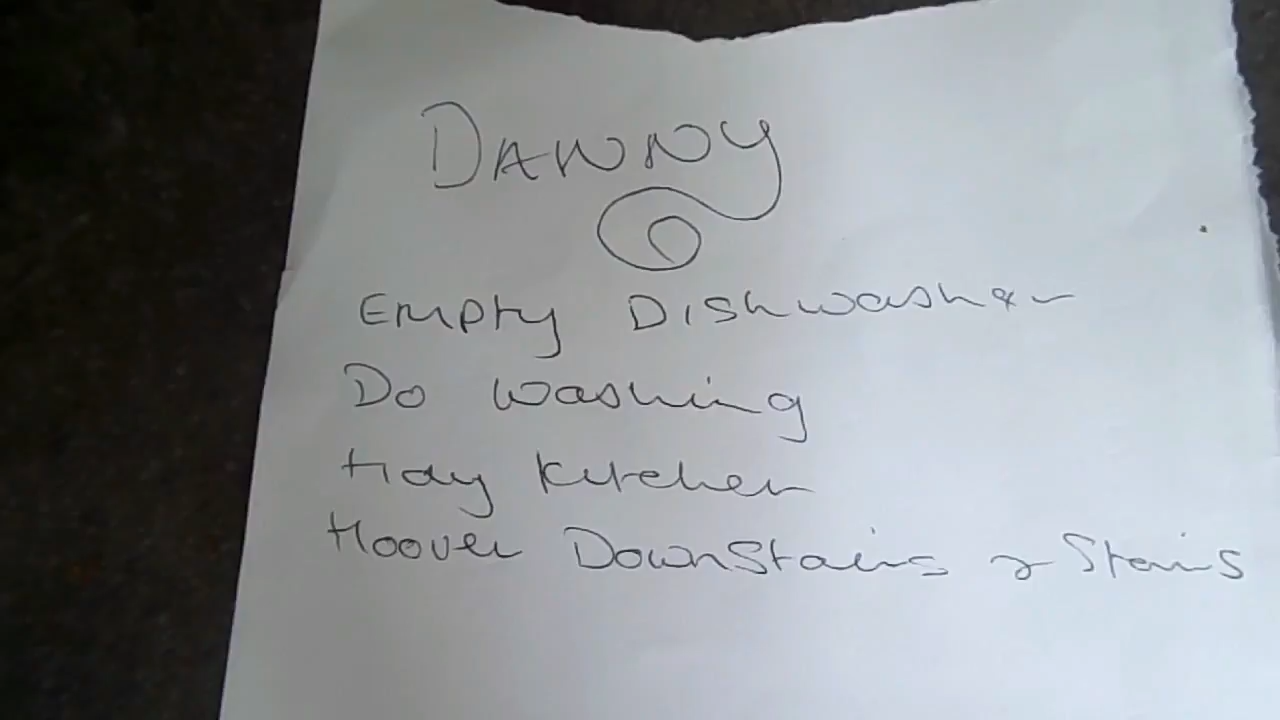 DANNY
Empty Dishwasher
Do washing
tidy kitchen
Hoover Downstairs & Stairs